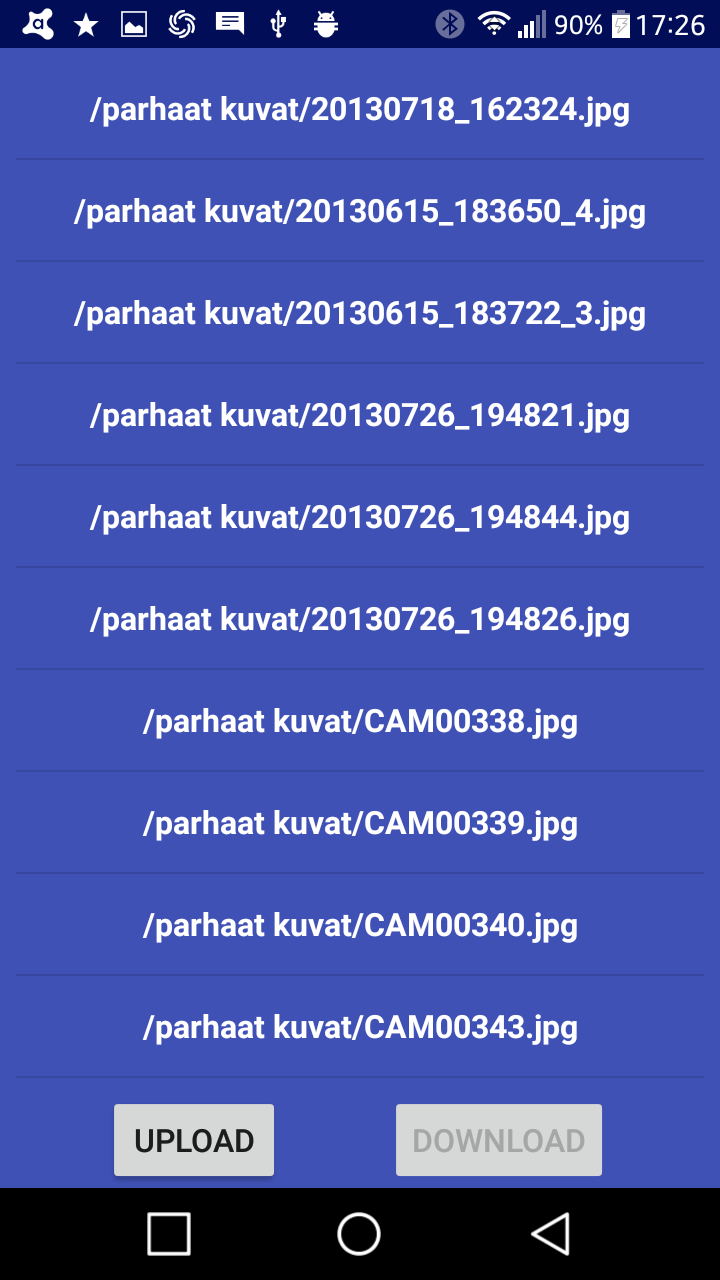 90% 17:26
/parhaat kuvat/20130718_162324.jpg
/parhaat kuvat/20130615_183650_4.jpg
/parhaat kuvat/20130615_183722_3.jpg
/parhaat kuvat/20130726_194821.jpg
/parhaat kuvat/20130726_194844.jpg
/parhaat kuvat/20130726_194826.jpg
/parhaat kuvat/CAM00338.jpg
/parhaat kuvat/CAM00339.jpg
/parhaat kuvat/CAM00340.jpg
/parhaat kuvat/CAM00343.jpg
UPLOAD DOWNLOAD